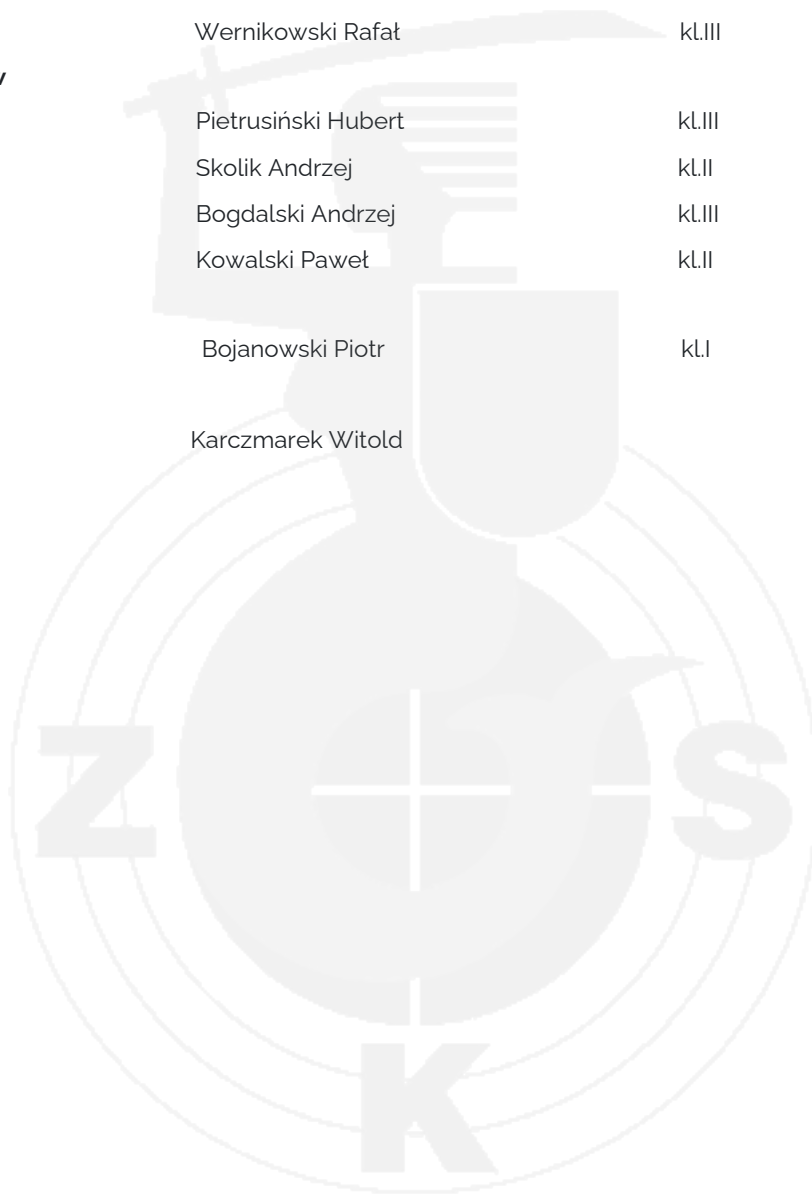 Wernikowski Rafał kl.III
Pietrusiński Hubert kl.III
Skolik Andrzej kl.II
Bogdalski Andrzej kl.III
Kowalski Paweł kl.II
Bojanowski Piotr kl.I
Karczmarek Witold
Z S
K